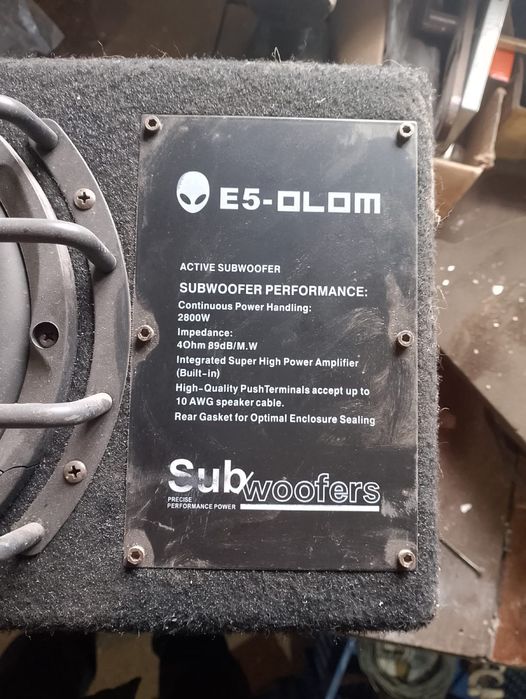 E5-OLOM
ACTIVE SUBWOOFER
SUBWOOFER PERFORMANCE:
Continuous Power Handling:
2800W
Impedance:
4Ohm 89dB/M.W
Integrated Super High Power Amplifier
(Built-in)
High-Quality PushTerminals accept up to
10 AWG speaker cable.
Rear Gasket for Optimal Enclosure Sealing
Subwoofers
PRECISE
PERFORMANCE POWER